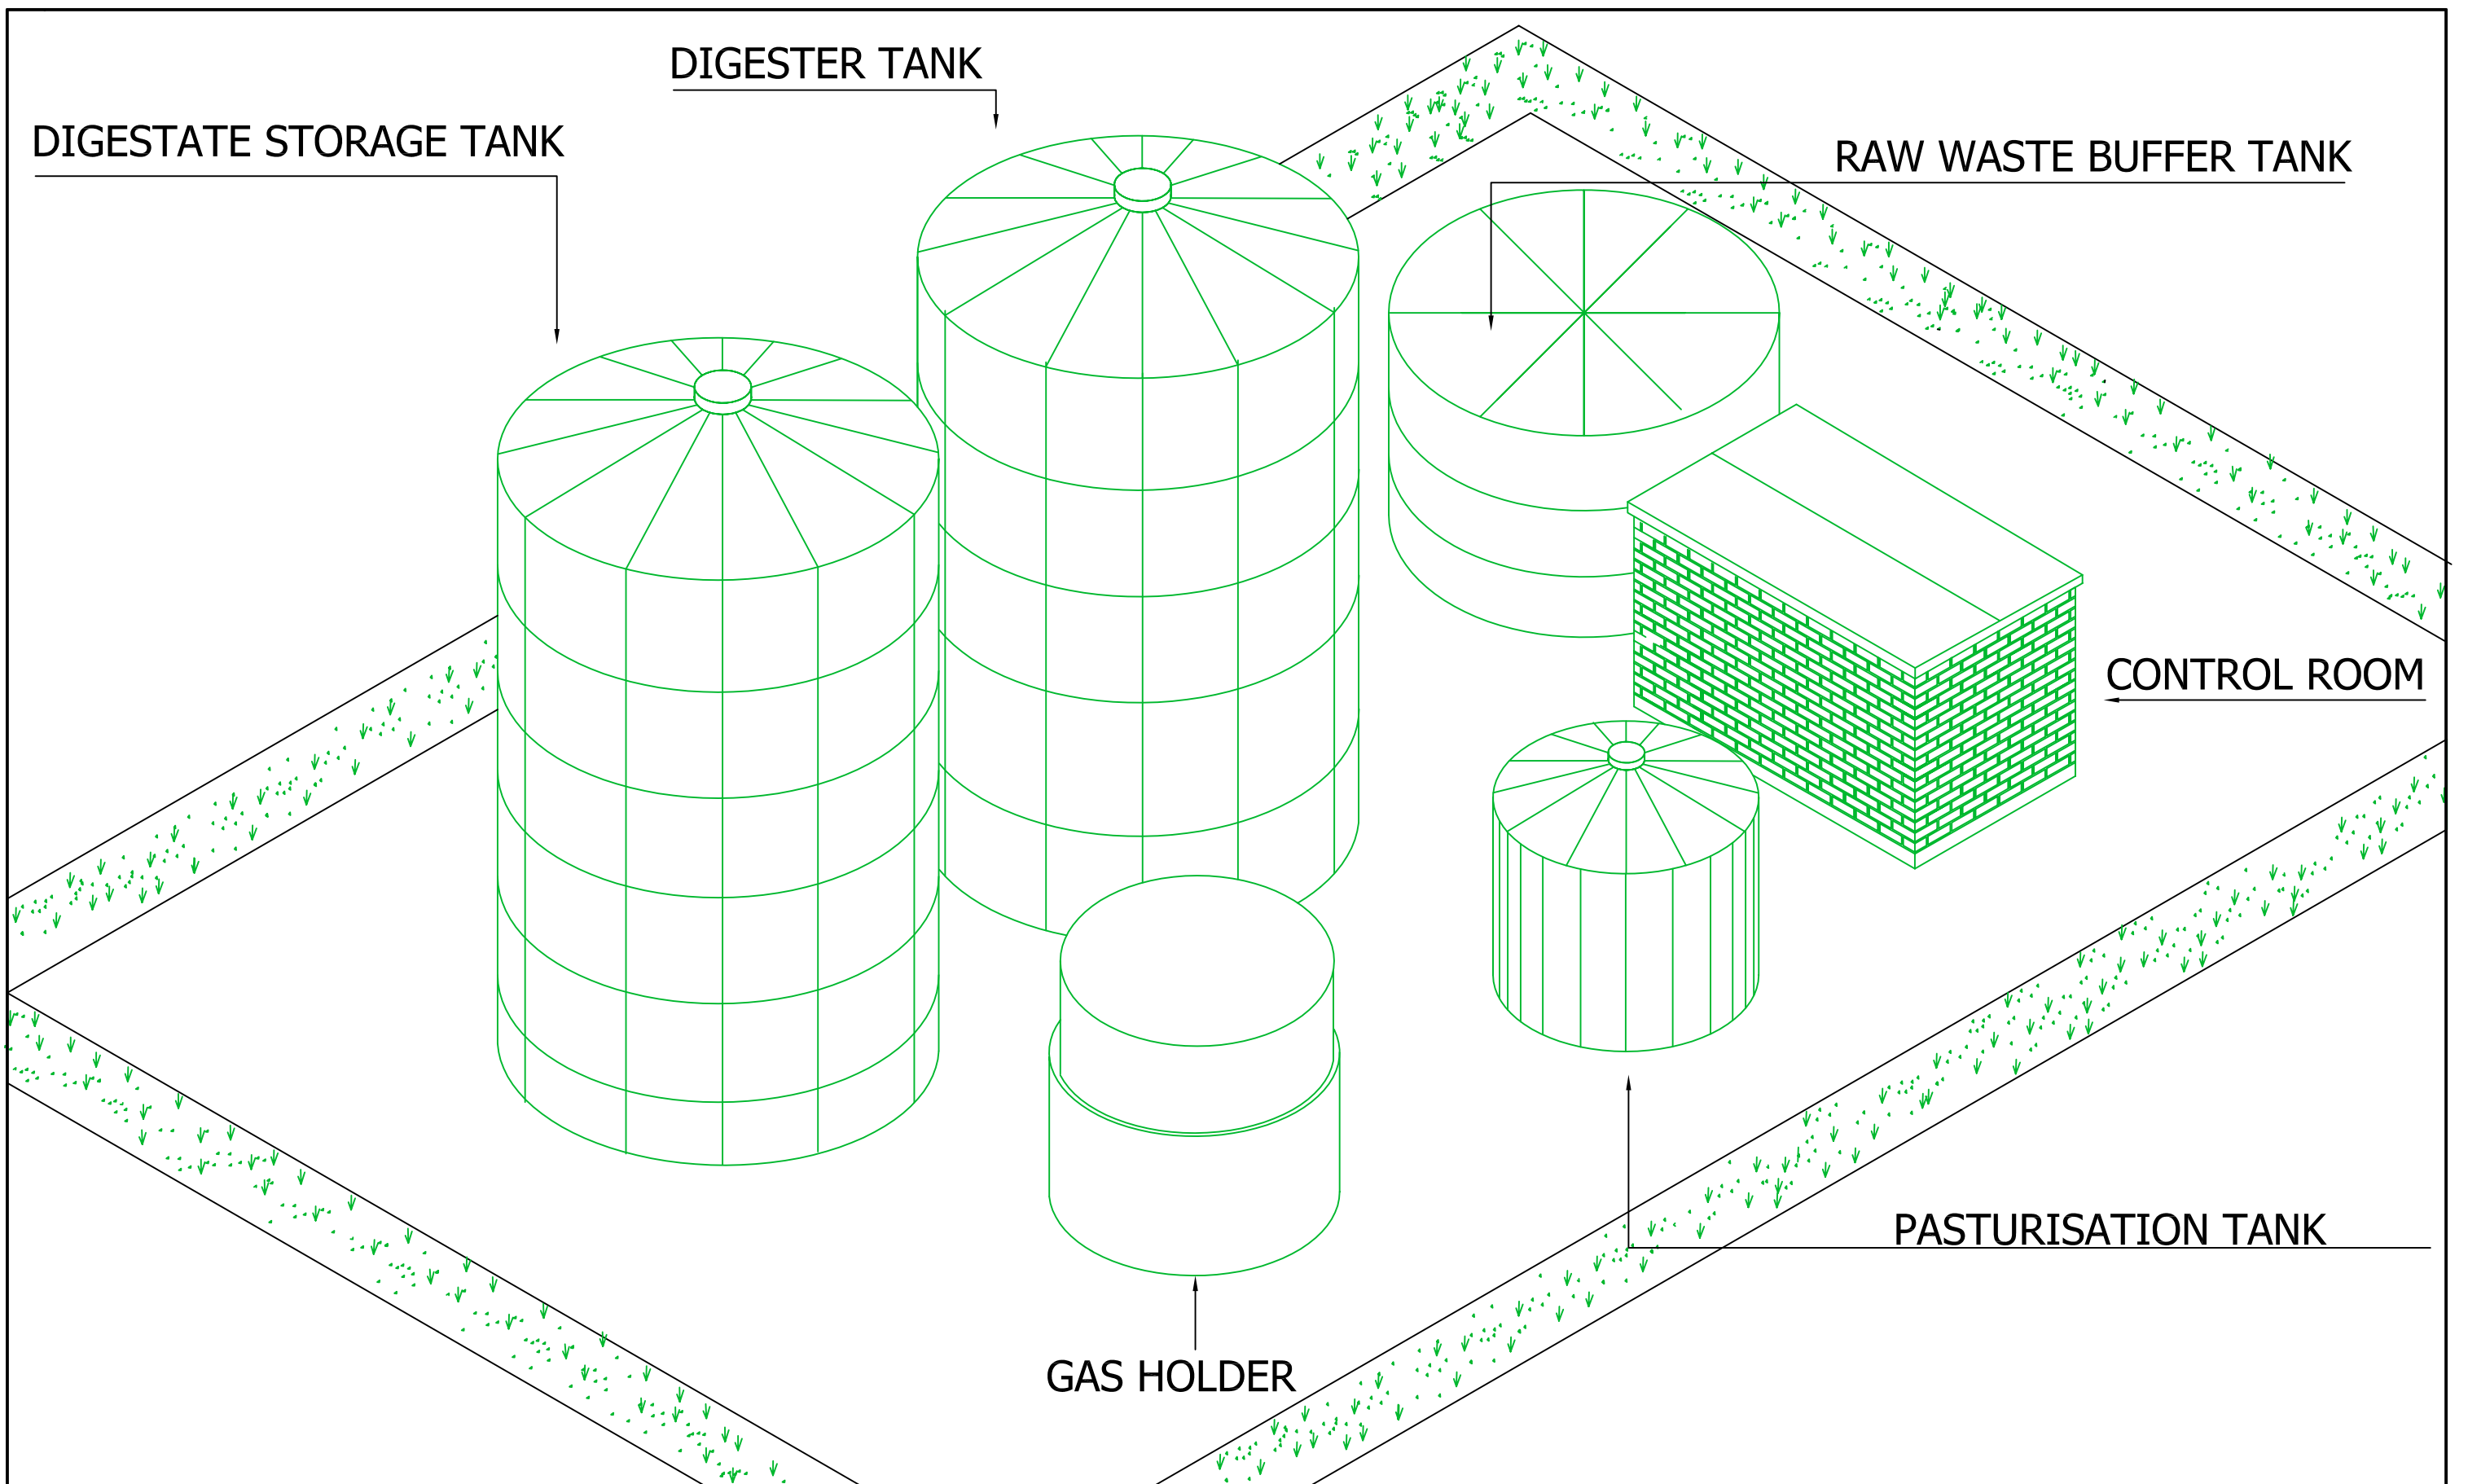 DIGESTER TANK
DIGESTATE STORAGE TANK
RAW WASTE BUFFER TANK
CONTROL ROOM
PASTURISATION TANK
GAS HOLDER